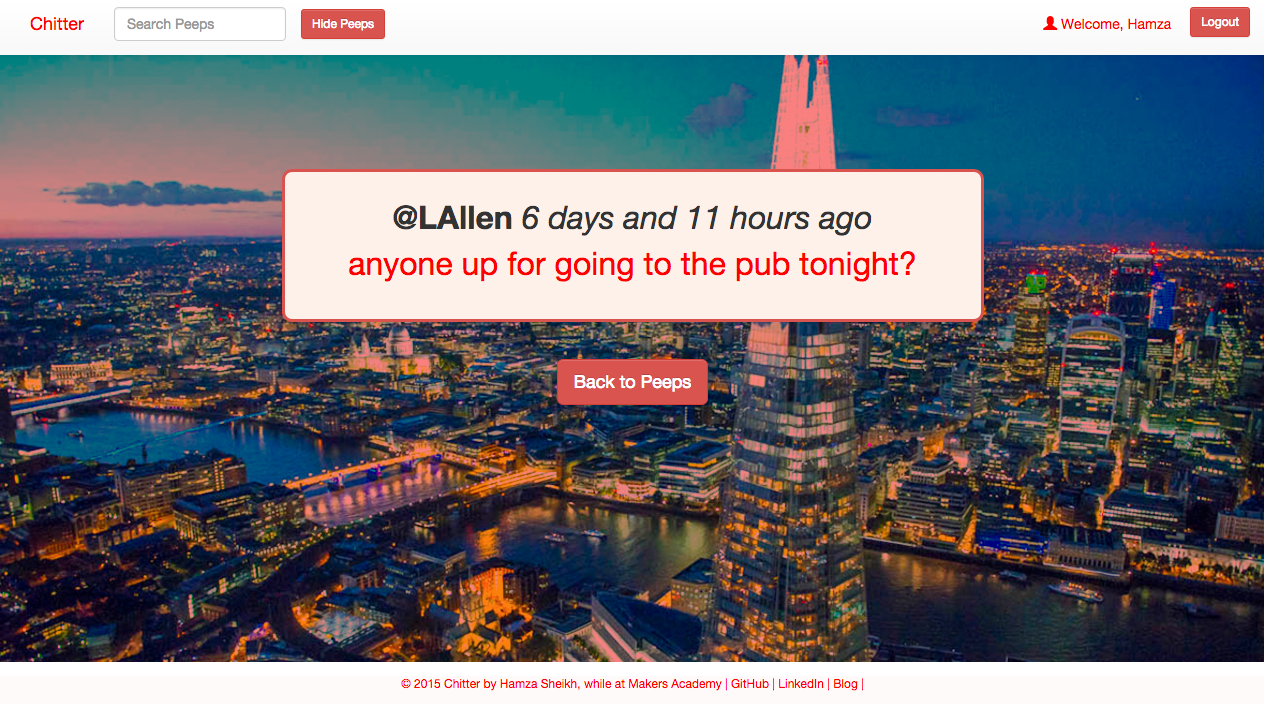 Chitter
Search Peeps
Hide Peeps
Welcome, Hamza
Logout
@LAllen 6 days and 11 hours ago
anyone up for going to the pub tonight?
Back to Peeps
© 2015 Chitter by Hamza Sheikh, while at Makers Academy | GitHub | LinkedIn | Blog |